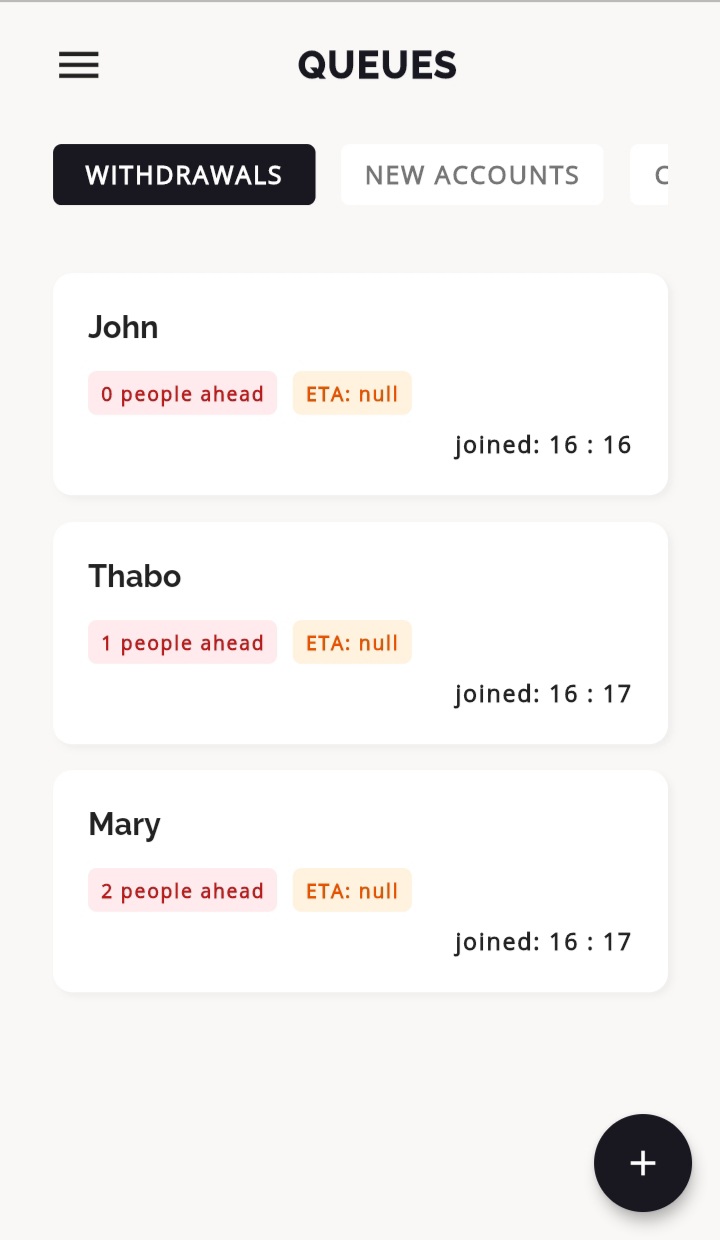 QUEUES
WITHDRAWALS NEW ACCOUNTS
John
0 people ahead ETA: null
joined: 16 : 16
Thabo
1 people ahead ETA: null
joined: 16 : 17
Mary
2 people ahead ETA: null
joined: 16 : 17
+